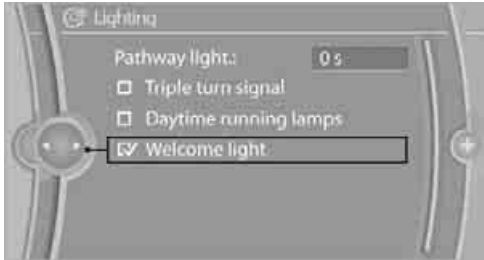 Lighting
Pathway light.: 0 s
Triple turn signal
Daytime running lamps
Welcome light